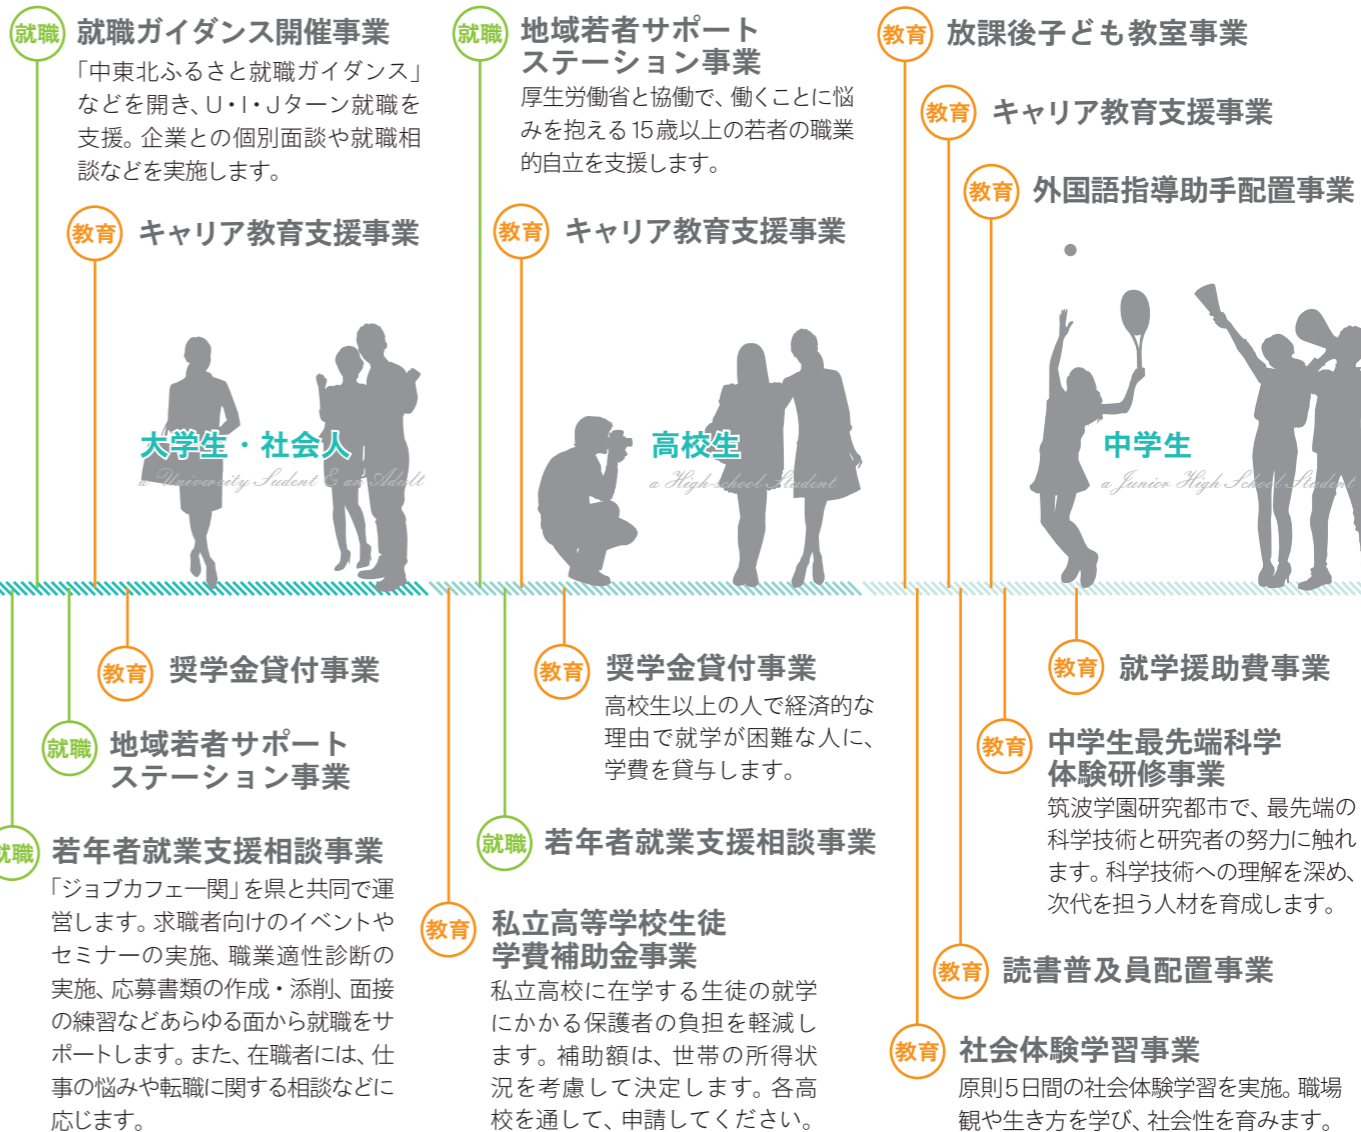 就職 就職ガイダンス開催事業
「中東北ふるさと就職ガイダンス」
などを開き、U・I・Jターン就職を
支援。企業との個別面談や就職相
談などを実施します。
教育 キャリア教育支援事業
大学生・社会人
a University Sudent & an Adult
教育 奨学金貸付事業
就職 地域若者サポート
ステーション事業
就職 若年者就業支援相談事業
「ジョブカフェ一関」を県と共同で運
営します。求職者向けのイベントや
セミナーの実施、職業適性診断の
実施、応募書類の作成・添削、面接
の練習などあらゆる面から就職をサ
ポートします。また、在職者には、仕
事の悩みや転職に関する相談などに
応じます。
就職 地域若者サポート
ステーション事業
厚生労働省と協働で、働くことに悩
みを抱える15歳以上の若者の職業
的自立を支援します。
教育 キャリア教育支援事業
高校生
a High-school Student
教育 奨学金貸付事業
高校生以上の人で経済的な
理由で就学が困難な人に、
学費を貸与します。
就職 若年者就業支援相談事業
教育 私立高等学校生徒
学費補助金事業
私立高校に在学する生徒の就学
にかかる保護者の負担を軽減し
ます。補助額は、世帯の所得状
況を考慮して決定します。各高
校を通して、申請してください。
教育 放課後子ども教室事業
教育 キャリア教育支援事業
教育 外国語指導助手配置事業
中学生
a Junior High School Student
教育 就学援助費事業
教育 中学生最先端科学
体験研修事業
筑波学園研究都市で、最先端の
科学技術と研究者の努力に触れ
ます。科学技術への理解を深め、
次代を担う人材を育成します。
教育 読書普及員配置事業
教育 社会体験学習事業
原則5日間の社会体験学習を実施。職場
観や生き方を学び、社会性を育みます。